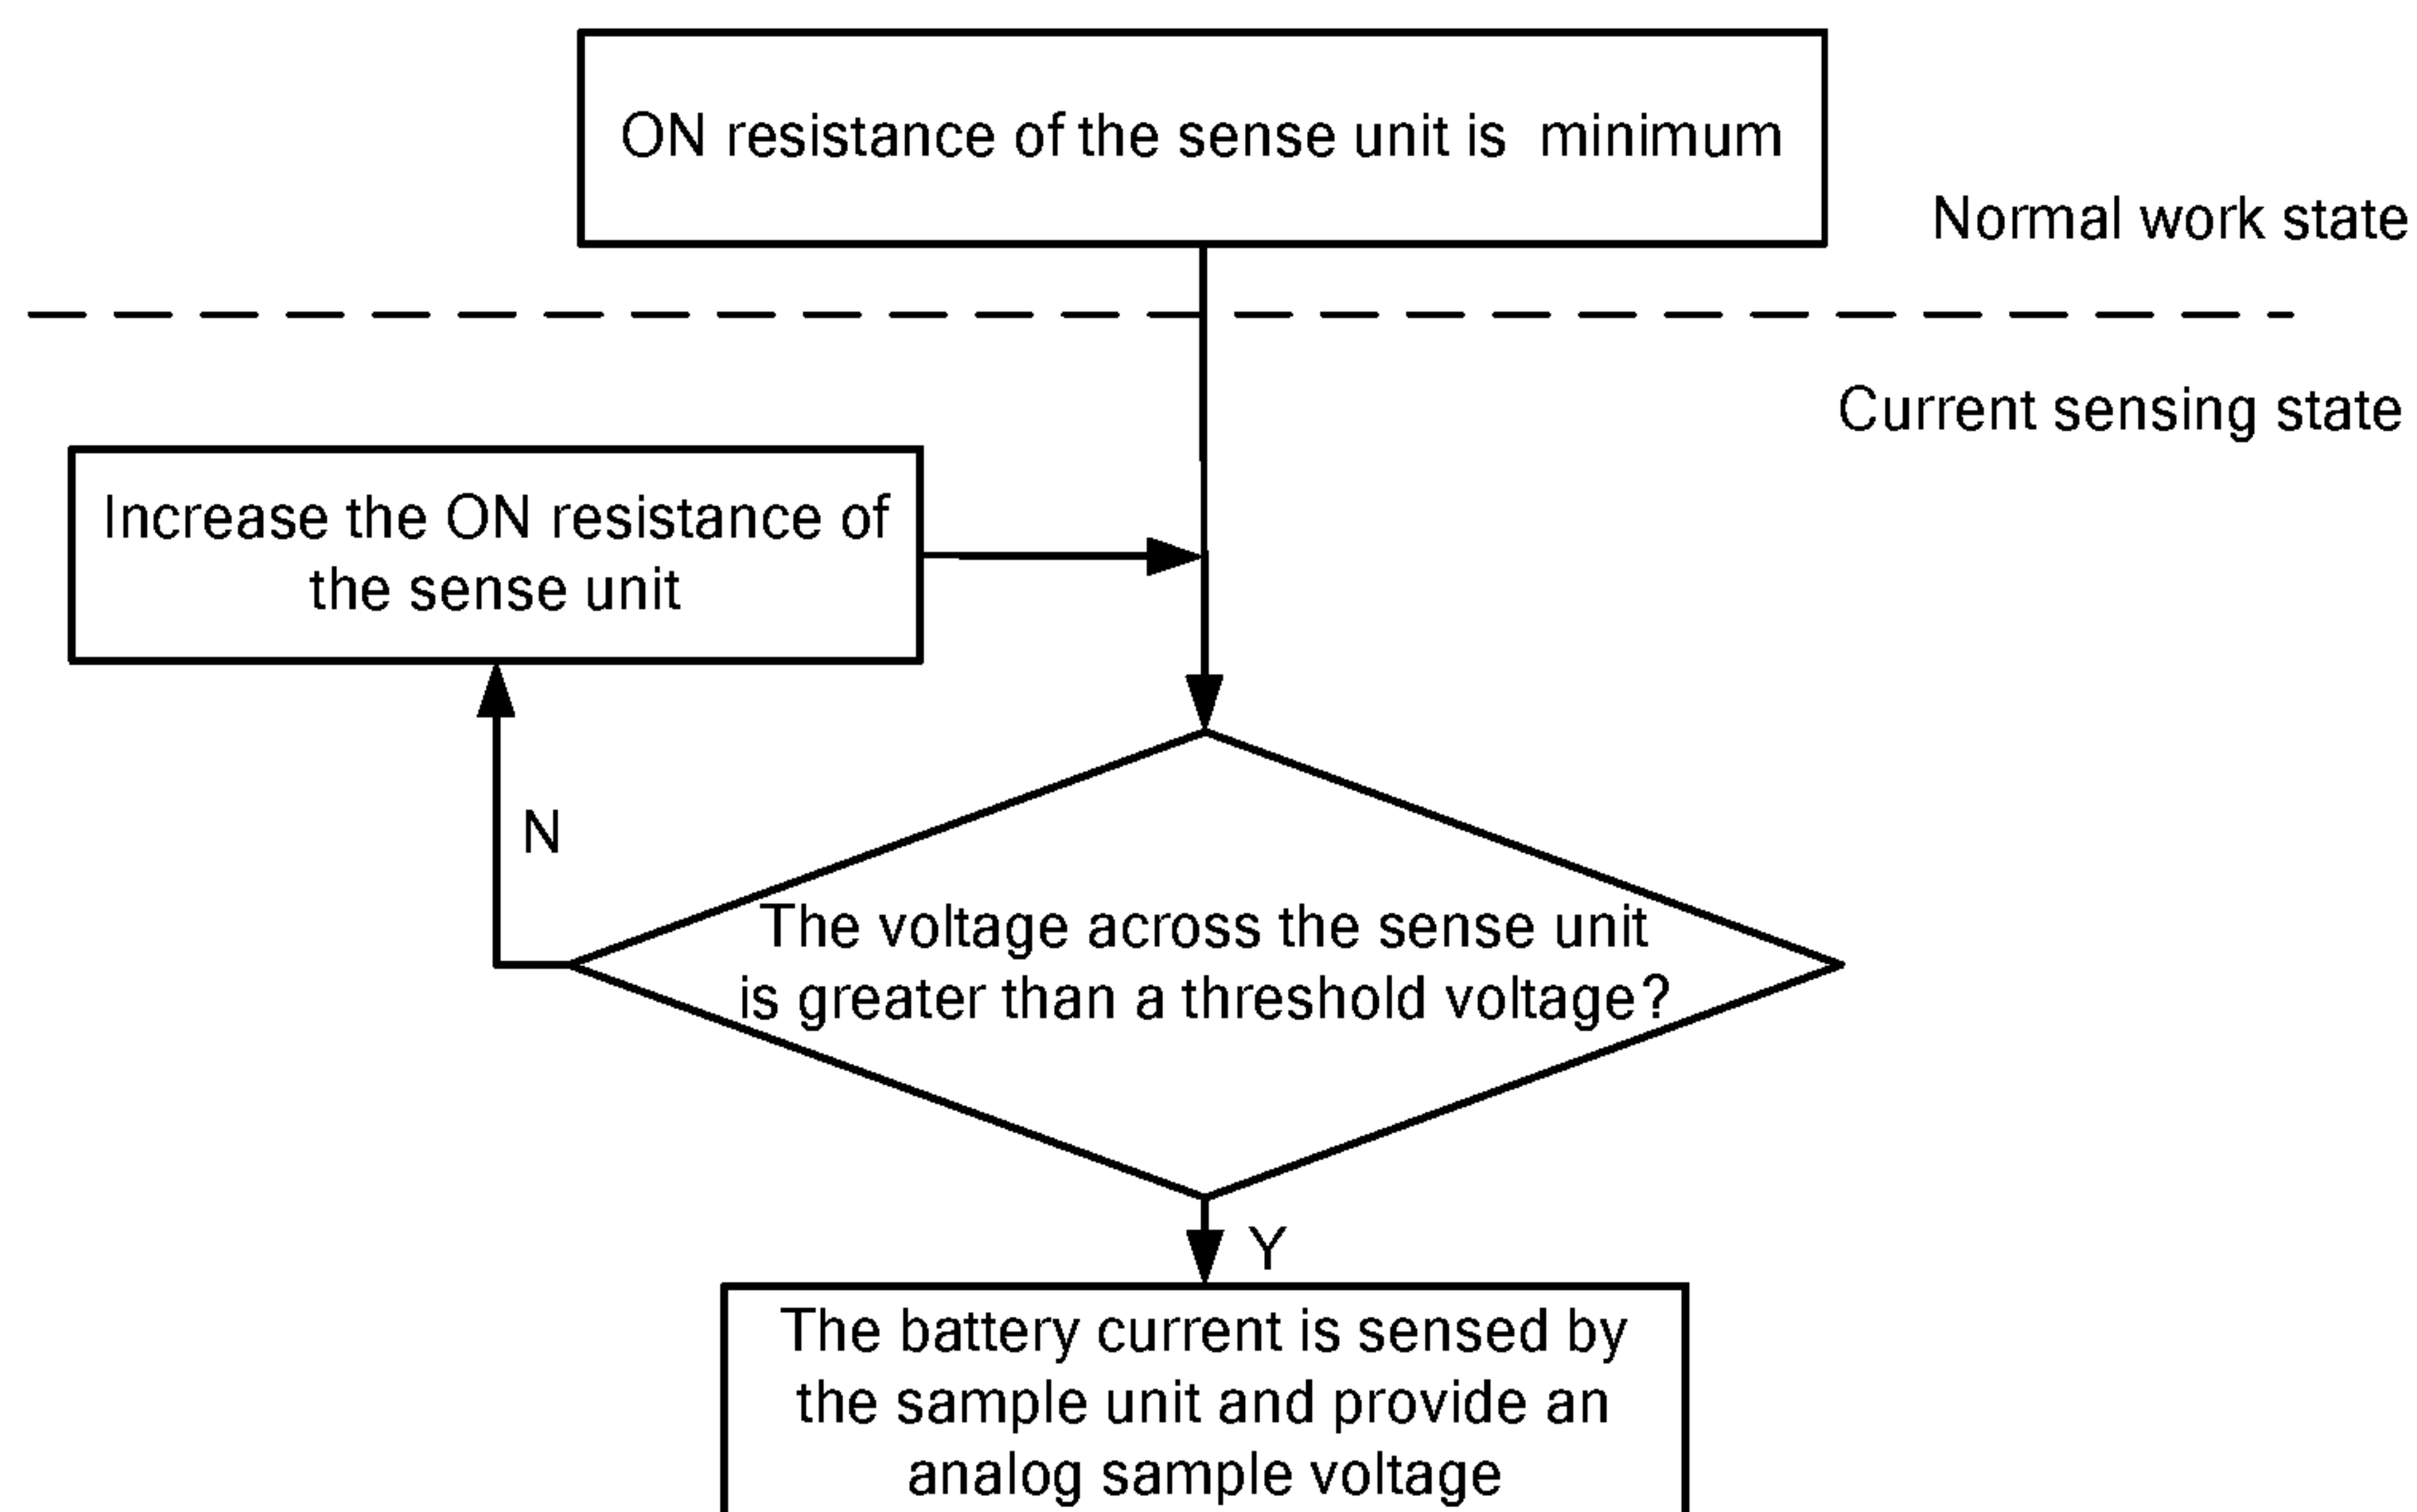 ON resistance of the sense unit is minimum
Normal work state
Current sensing state
Increase the ON resistance of
the sense unit
N
The voltage across the sense unit
is greater than a threshold voltage?
Y
The battery current is sensed by
the sample unit and provide an
analog sample voltage